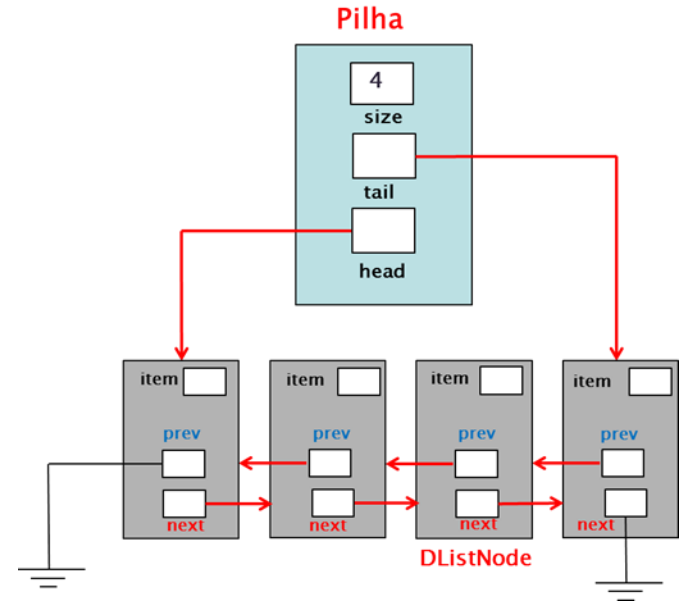 Pilha
4
size
tail
head
item item item item
prev prev prev prev
next next next next
DListNode